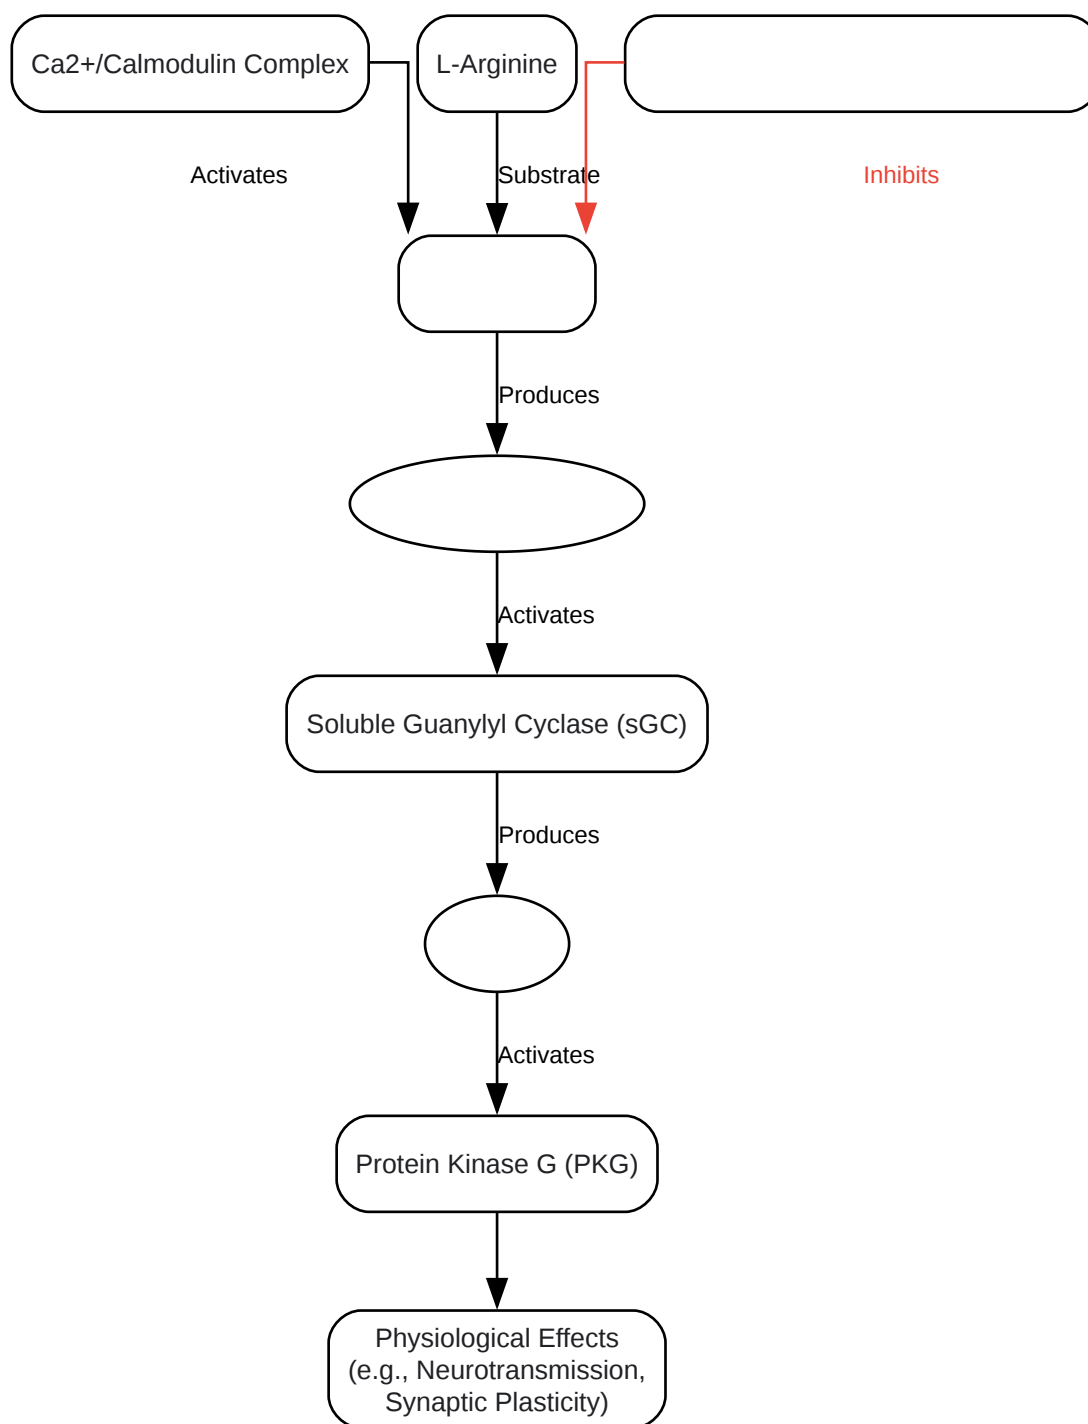 Ca2+/Calmodulin Complex
L-Arginine
Activates
Substrate
Inhibits
Produces
Activates
Soluble Guanylyl Cyclase (sGC)
Produces
Activates
Protein Kinase G (PKG)
Physiological Effects
(e.g., Neurotransmission,
Synaptic Plasticity)